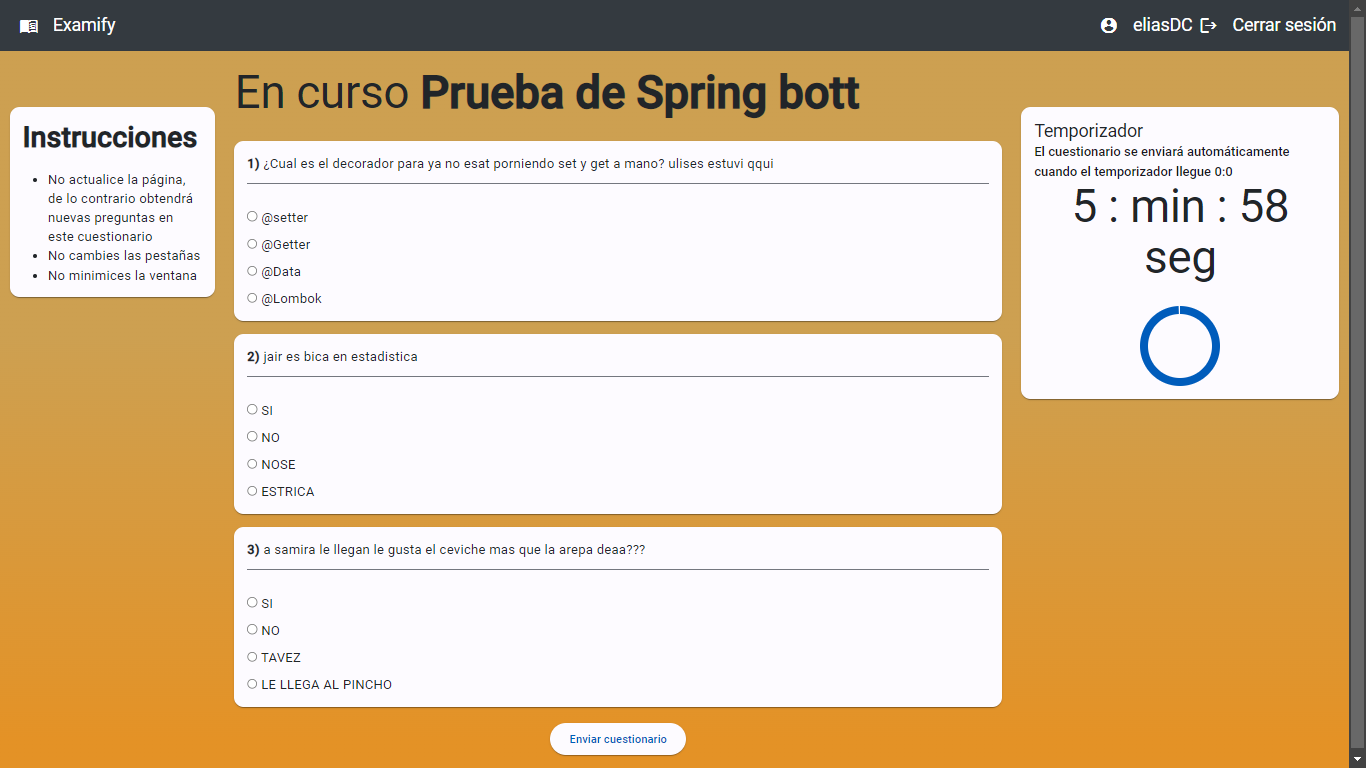 Examify
eliasDC
Cerrar sesión
En curso Prueba de Spring bott
Instrucciones
No actualice la página,
de lo contrario obtendrá
nuevas preguntas en
este cuestionario
No cambies las pestañas
No minimices la ventana
1) ¿Cual es el decorador para ya no esat porniendo set y get a mano? ulises estuvi qqui
@setter
@Getter
@Data
@Lombok
2) jair es bica en estadistica
SI
NO
NOSE
ESTRICA
3) a samira le llegan le gusta el ceviche mas que la arepa deaa???
SI
NO
TAVEZ
LE LLEGA AL PINCHO
Enviar cuestionario
Temporizador
El cuestionario se enviará automáticamente
cuando el temporizador llegue 0:0
5 : min : 58
seg